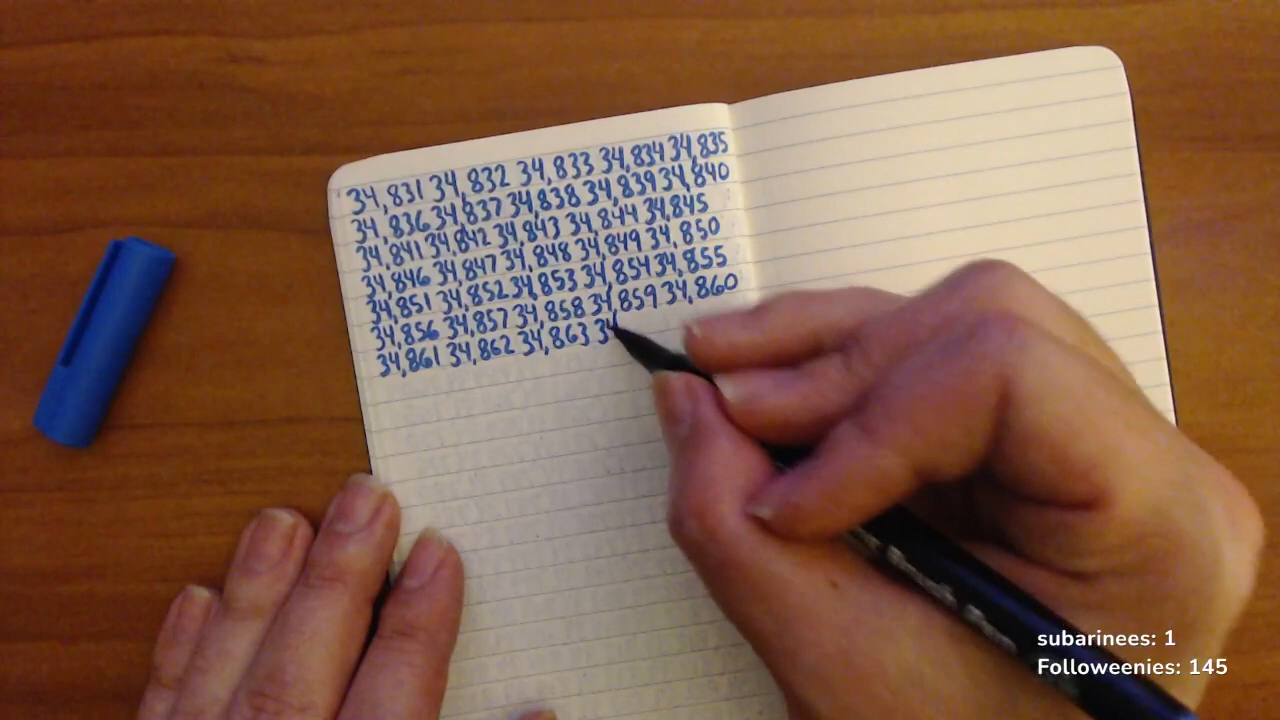 34,831 34,832 34,833 34,834 34,835
34,836 34,837 34,838 34,839 34,840
34,841 34,842 34,843 34,844 34,845
34,846 34,847 34,848 34,849 34,850
34,851 34,852 34,853 34,854 34,855
34,856 34,857 34,858 34,859 34,860
34,861 34,862 34,863 34
subarinees: 1
Followeenies: 145